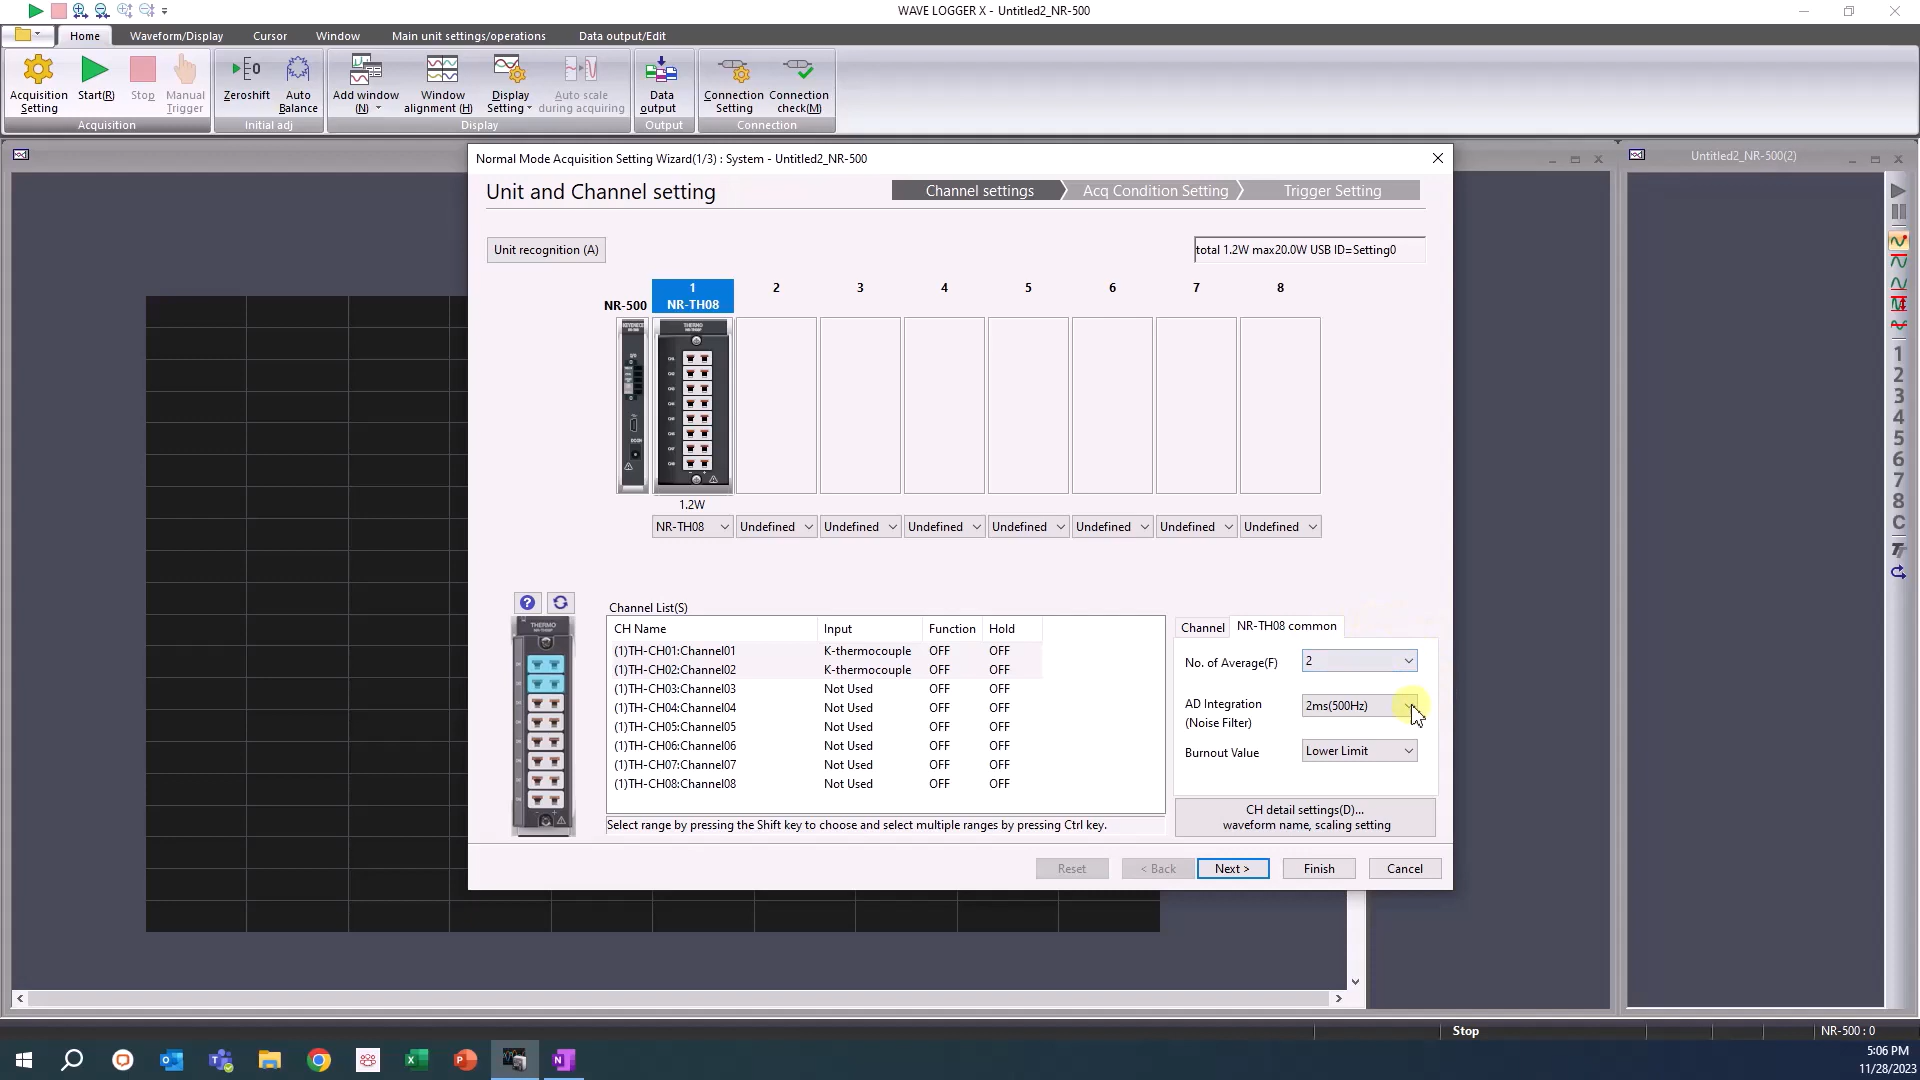 WAVE LOGGER X - Untitled2_NR-500
Home
Waveform/Display
Cursor
Window
Main unit settings/operations
Data output/Edit
Acquisition
Setting
Start(R)
Stop
Manual
Trigger
Zeroshift
Auto
Balance
Add window
(N)
Window
alignment (H)
Display
Setting
Auto scale
during acquiring
Data
output
Connection
Setting
Connection
check(M)
Acquisition
Initial adj
Display
Output
Connection
Untitled2_NR-500(2)
Normal Mode Acquisition Setting Wizard(1/3) : System - Untitled2_NR-500
Unit and Channel setting
Channel settings
Acq Condition Setting
Trigger Setting
Unit recognition (A)
total 1.2W max20.0W USB ID=Setting0
NR-500
1
NR-TH08
2
3
4
5
6
7
8
THERMO
1.2W
NR-TH08
Undefined
Undefined
Undefined
Undefined
Undefined
Undefined
Undefined
THERMO
Channel List(S)
CH Name Input Function Hold
(1)TH-CH01:Channel01 K-thermocouple OFF OFF
(1)TH-CH02:Channel02 K-thermocouple OFF OFF
(1)TH-CH03:Channel03 Not Used OFF OFF
(1)TH-CH04:Channel04 Not Used OFF OFF
(1)TH-CH05:Channel05 Not Used OFF OFF
(1)TH-CH06:Channel06 Not Used OFF OFF
(1)TH-CH07:Channel07 Not Used OFF OFF
(1)TH-CH08:Channel08 Not Used OFF OFF
Select range by pressing the Shift key to choose and select multiple ranges by pressing Ctrl key.
Channel
NR-TH08 common
No. of Average(F)
2
AD Integration
(Noise Filter)
2ms(500Hz)
Burnout Value
Lower Limit
CH detail settings(D)...
waveform name, scaling setting
Reset
< Back
Next >
Finish
Cancel
1
2
3
4
5
6
7
8
C
Stop
NR-500 : 0
5:06 PM
11/28/2023